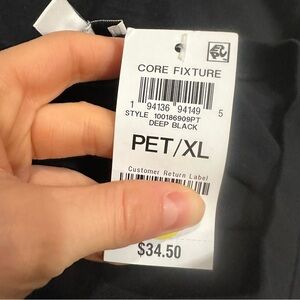 CORE FIXTURE
1 94136 94149 5
STYLE 100186909PT
DEEP BLACK
PET/XL
Customer Return Label
$34.50